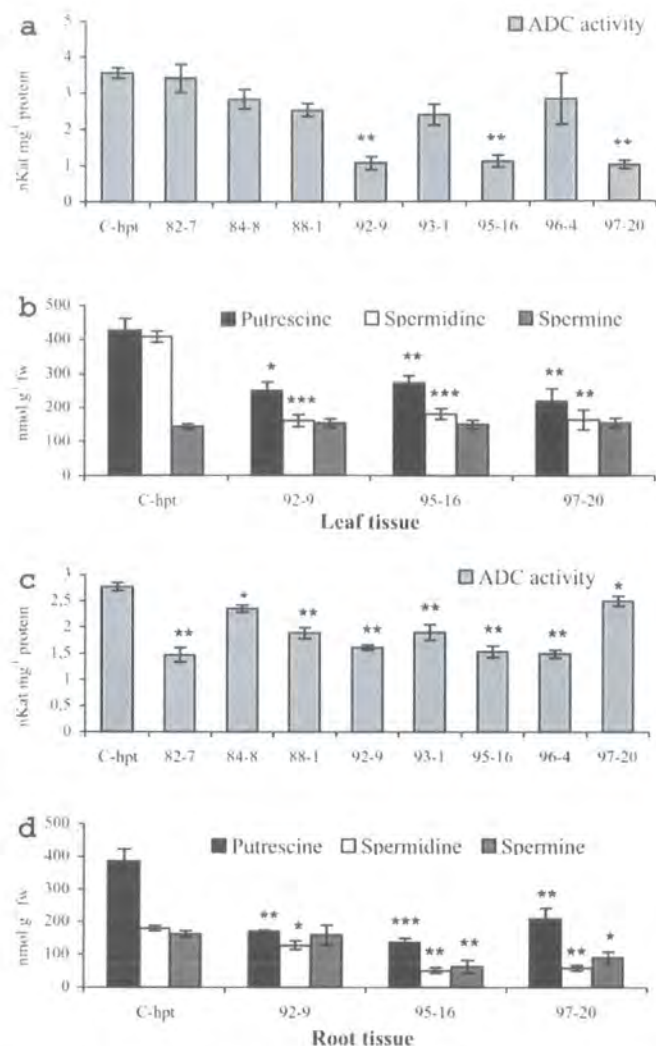 a
ADC activity
nKat mg⁻¹ protein
5
4
3
2
1
0
**
**
**
C-hpt 82-7 84-8 88-1 92-9 93-1 95-16 96-4 97-20
b
Putrescine Spermidine Spermine
nmol g⁻¹ fw
500
400
300
200
100
0
* *** ** *** ** **
C-hpt 92-9 95-16 97-20
Leaf tissue
c
ADC activity
nKat mg⁻¹ protein
3
2,5
2
1,5
1
0,5
0
** * ** ** ** ** ** *
C-hpt 82-7 84-8 88-1 92-9 93-1 95-16 96-4 97-20
d
Putrescine Spermidine Spermine
nmol g⁻¹ fw
500
400
300
200
100
0
** * *** ** ** ** ** *
C-hpt 92-9 95-16 97-20
Root tissue